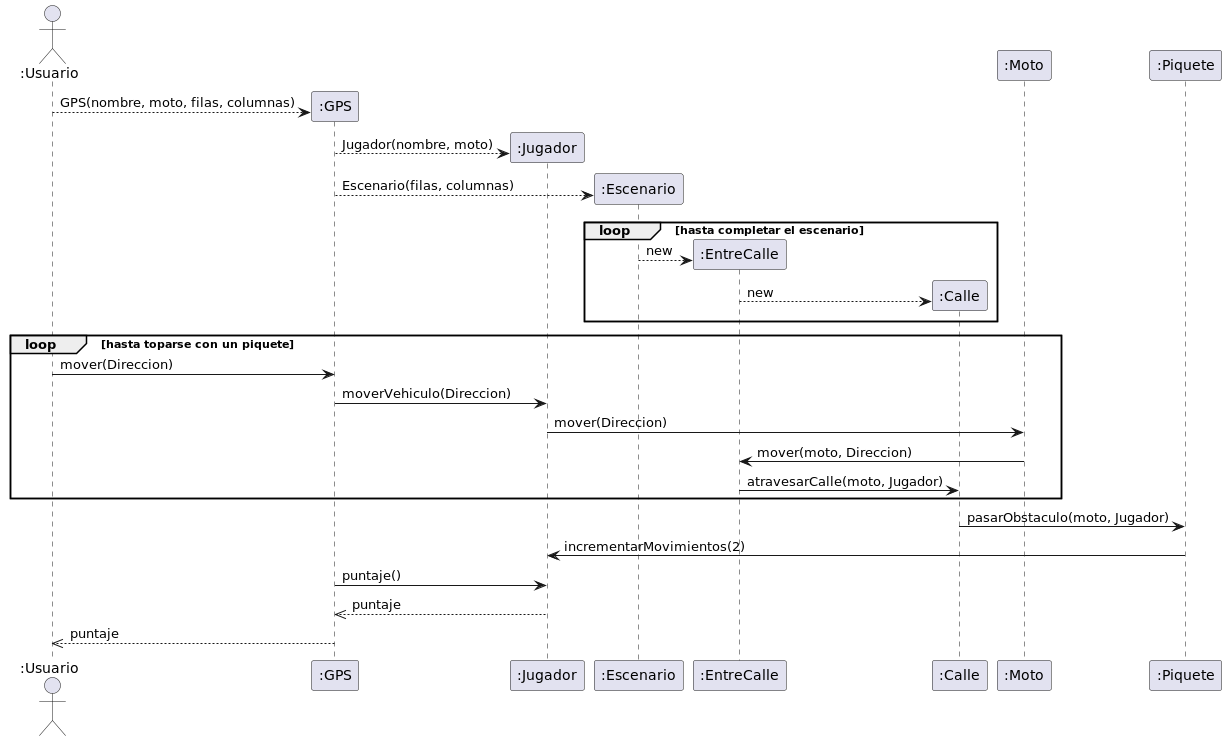 :Usuario
:Moto
:Piquete
GPS(nombre, moto, filas, columnas)
:GPS
Jugador(nombre, moto)
:Jugador
Escenario(filas, columnas)
:Escenario
loop
[hasta completar el escenario]
new
:EntreCalle
new
:Calle
loop
[hasta toparse con un piquete]
mover(Direccion)
moverVehiculo(Direccion)
mover(Direccion)
mover(moto, Direccion)
atravesarCalle(moto, Jugador)
pasarObstaculo(moto, Jugador)
incrementarMovimientos(2)
puntaje()
puntaje
puntaje
:Usuario
:GPS
:Jugador
:Escenario
:EntreCalle
:Calle
:Moto
:Piquete